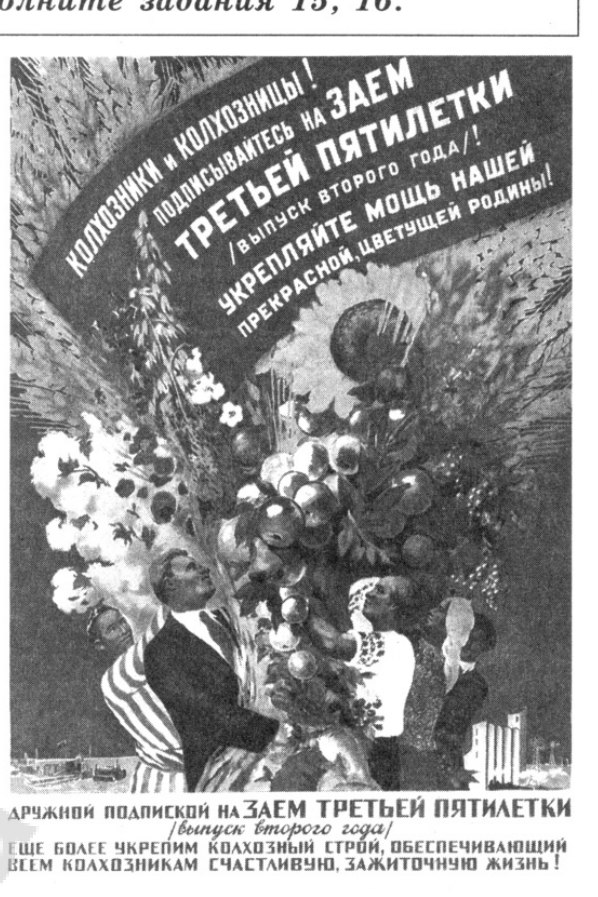 олните задания 15, 16.
КОЛХОЗНИКИ и КОЛХОЗНИЦЫ!
ПОДПИСЫВАЙТЕСЬ НА ЗАЕМ
ТРЕТЬЕЙ ПЯТИЛЕТКИ
/ВЫПУСК ВТОРОГО ГОДА/!
УКРЕПЛЯЙТЕ МОЩЬ НАШЕЙ
ПРЕКРАСНОЙ, ЦВЕТУЩЕЙ РОДИНЫ!
ДРУЖНОЙ ПОДПИСКОЙ НА ЗАЕМ ТРЕТЬЕЙ ПЯТИЛЕТКИ
/выпуск второго года/
ЕЩЕ БОЛЕЕ УКРЕПИМ КОЛХОЗНЫЙ СТРОЙ, ОБЕСПЕЧИВАЮЩИЙ
ВСЕМ КОЛХОЗНИКАМ СЧАСТЛИВУЮ, ЗАЖИТОЧНУЮ ЖИЗНЬ!